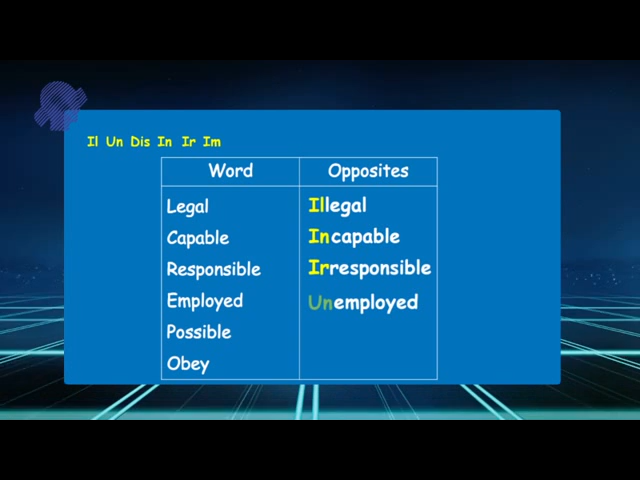 Il Un Dis In Ir Im
Word Opposites
Legal Illegal
Capable Incapable
Responsible Irresponsible
Employed Unemployed
Possible
Obey